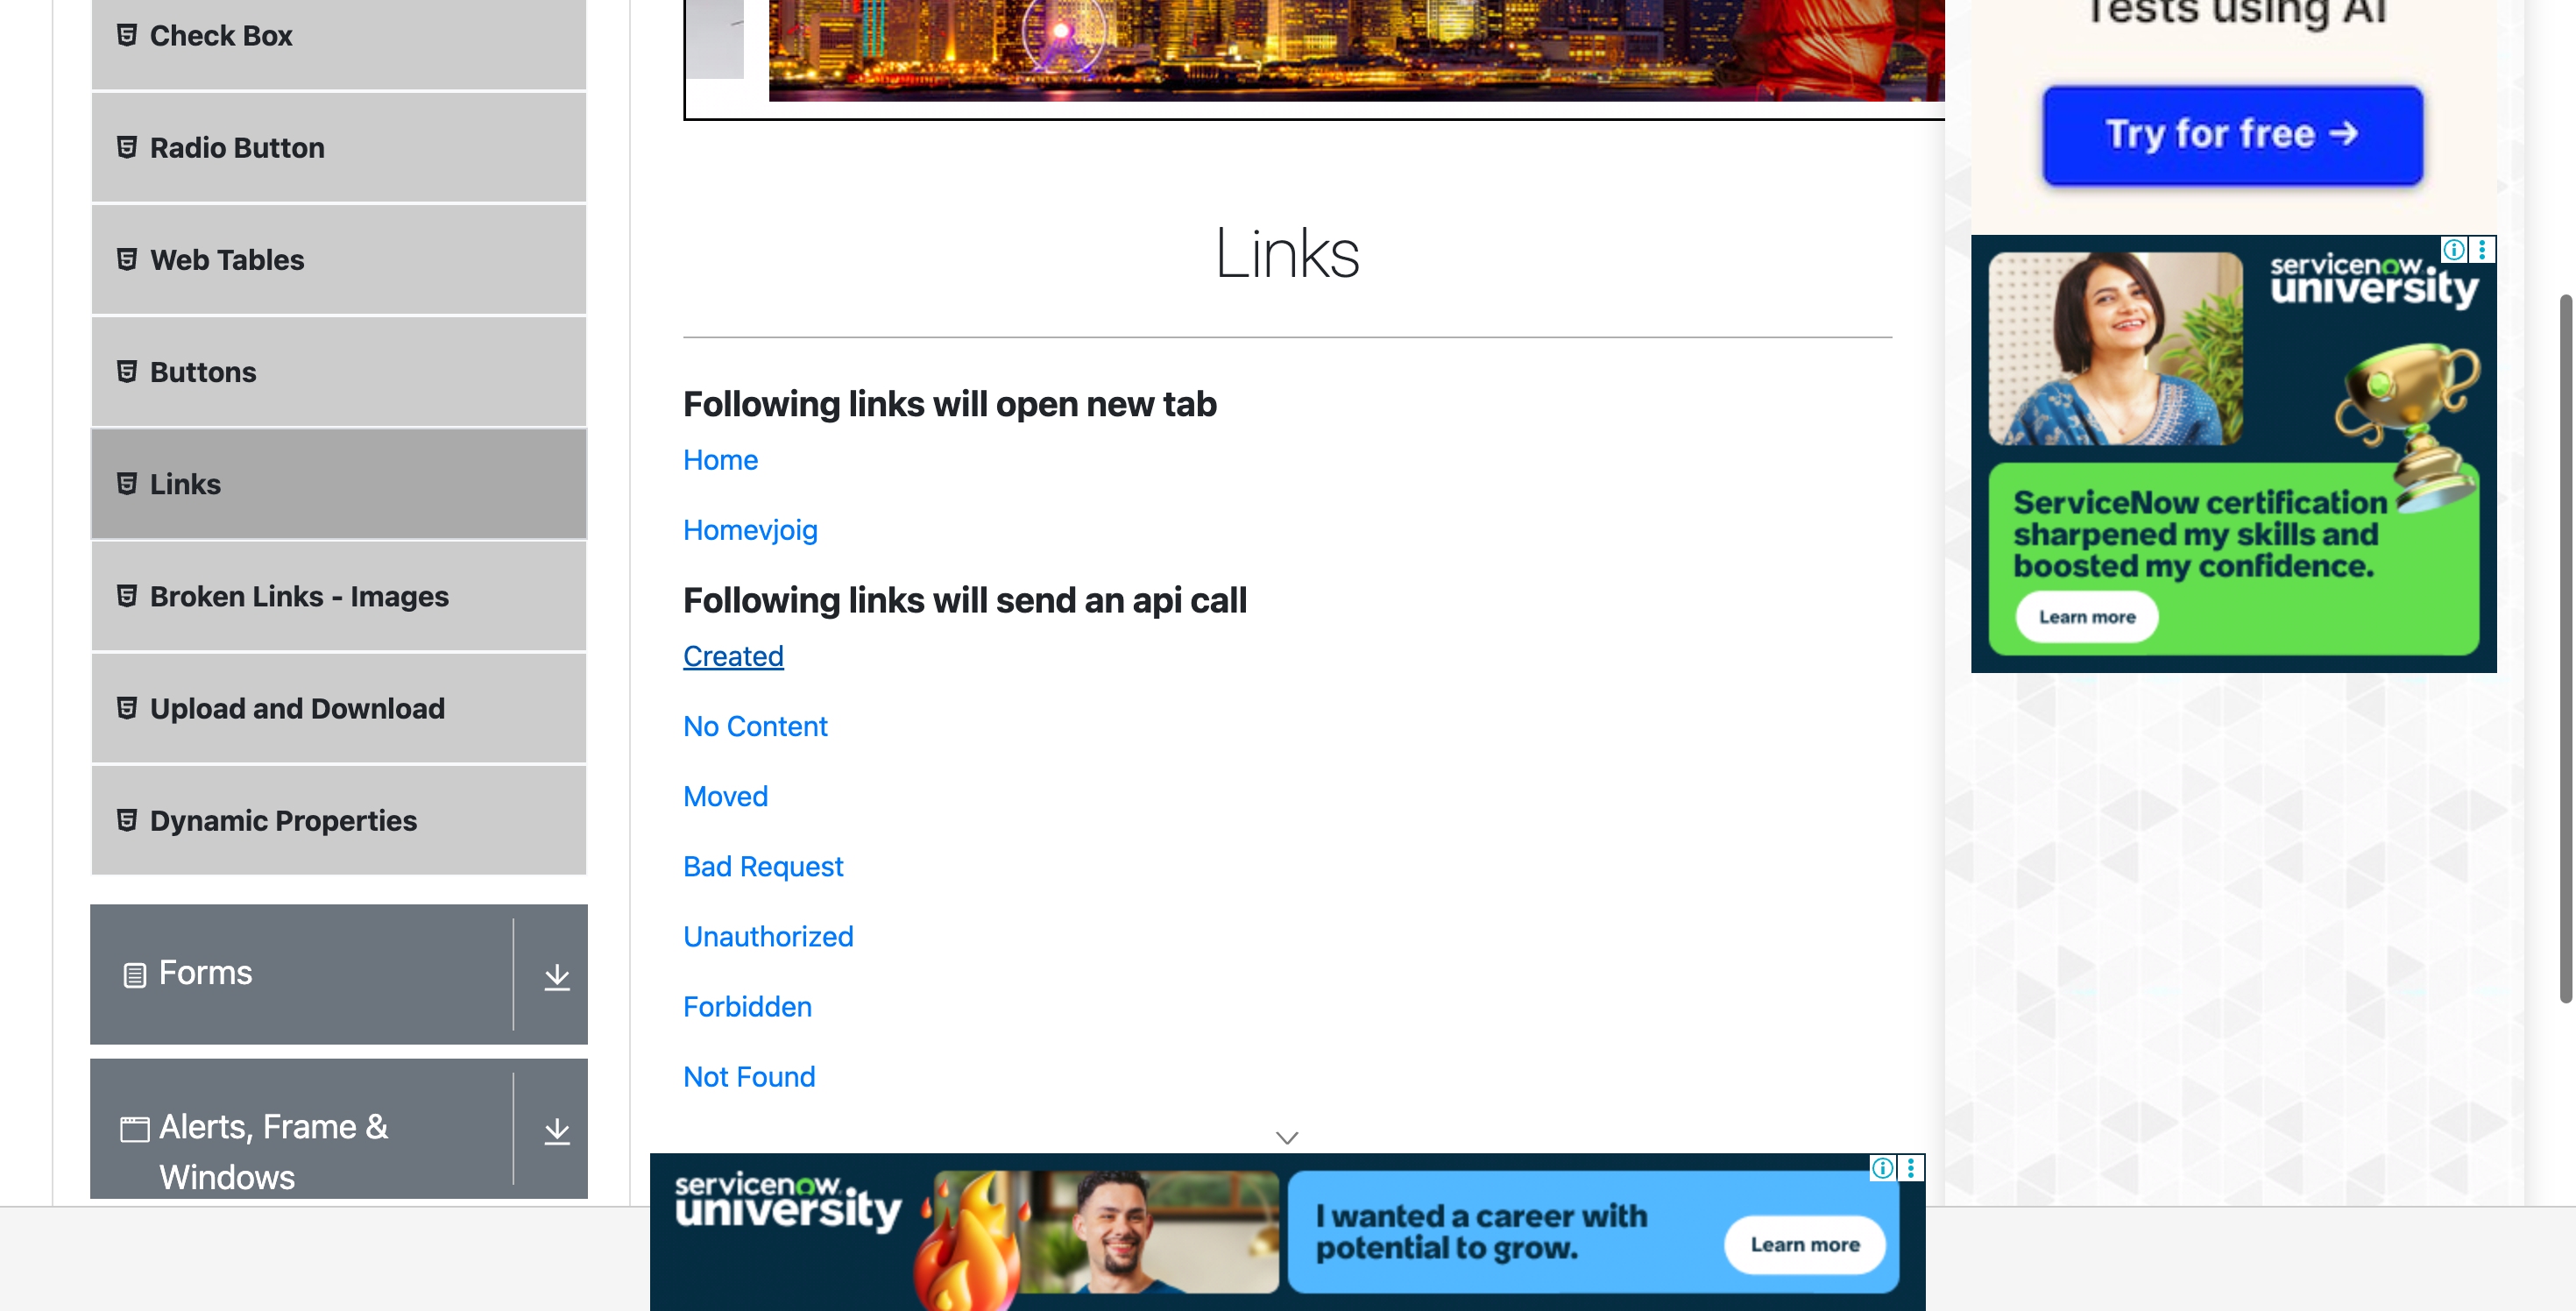 Check Box
Radio Button
Web Tables
Buttons
Links
Broken Links - Images
Upload and Download
Dynamic Properties
Forms
Alerts, Frame &
Windows
Links
Following links will open new tab
Home
Homevjoig
Following links will send an api call
Created
No Content
Moved
Bad Request
Unauthorized
Forbidden
Not Found
servicenow
university
I wanted a career with
potential to grow.
Learn more
Tests using AI
Try for free →
servicenow
university
ServiceNow certification
sharpened my skills and
boosted my confidence.
Learn more